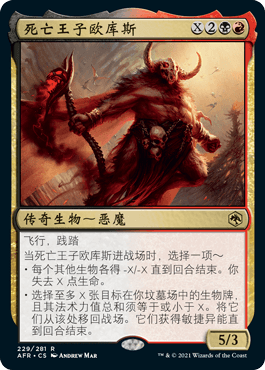 死亡王子欧库斯 X2
传奇生物～恶魔
飞行，践踏
当死亡王子欧库斯进战场时，选择一项～
• 每个其他生物各得 -X/-X 直到回合结束。你
失去 X 点生命。
• 选择至多 X 张目标在你坟墓场中的生物牌，
且其法术力值总和须等于或小于 X。将它
们从该处移回战场。它们获得敏捷异能直
到回合结束。
5/3
229/281 R
AFR • CS ANDREW MAR
™ & © 2021 Wizards of the Coast